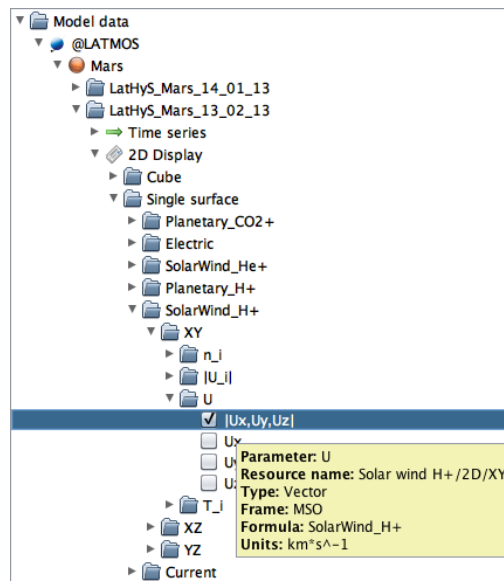 Model data
@LATMOS
Mars
LatHyS_Mars_14_01_13
LatHyS_Mars_13_02_13
Time series
2D Display
Cube
Single surface
Planetary_CO2+
Electric
SolarWind_He+
Planetary_H+
SolarWind_H+
XY
n_i
|U_i|
U
|Ux,Uy,Uz|
Ux
Parameter: U
Resource name: Solar wind H+/2D/XY
Type: Vector
Frame: MSO
Formula: SolarWind_H+
Units: km*s^-1
T_i
XZ
YZ
Current